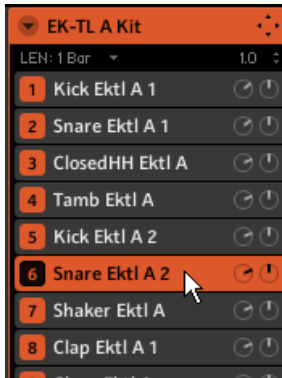 EK-TL A Kit
LEN: 1 Bar 1.0
1 Kick Ektl A 1
2 Snare Ektl A 1
3 ClosedHH Ektl A
4 Tamb Ektl A
5 Kick Ektl A 2
6 Snare Ektl A 2
7 Shaker Ektl A
8 Clap Ektl A 1